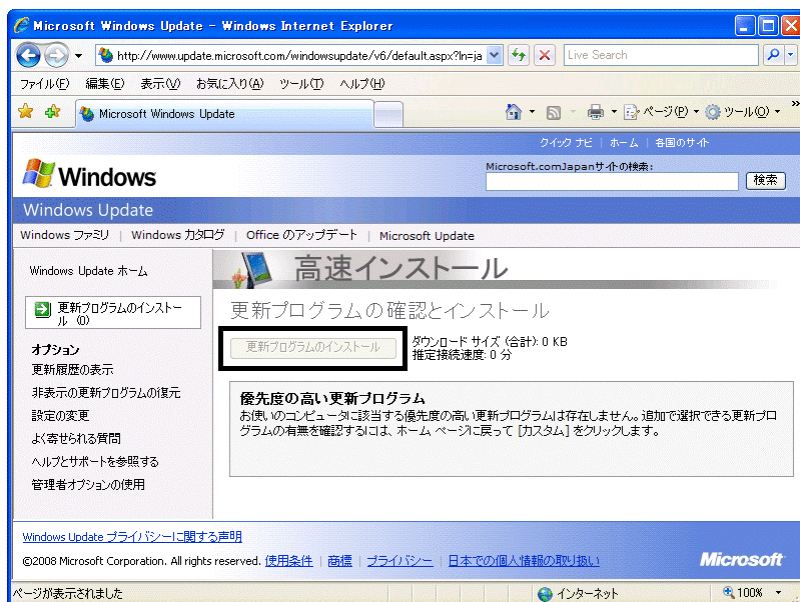 Microsoft Windows Update - Windows Internet Explorer
http://www.update.microsoft.com/windowsupdate/v6/default.aspx?ln=ja
Live Search
ファイル(F) 編集(E) 表示(V) お気に入り(A) ツール(T) ヘルプ(H)
Microsoft Windows Update
ページ(P) ツール(O)
クイック ナビ | ホーム | 各国のサイト
Windows
Microsoft.comJapanサイトの検索:
検索
Windows Update
Windows ファミリ | Windows カタログ | Office のアップデート | Microsoft Update
Windows Update ホーム
更新プログラムのインストー
ル (0)
オプション
更新履歴の表示
非表示の更新プログラムの復元
設定の変更
よく寄せられる質問
ヘルプとサポートを参照する
管理者オプションの使用
高速インストール
更新プログラムの確認とインストール
更新プログラムのインストール
ダウンロード サイズ (合計): 0 KB
推定接続速度: 0 分
優先度の高い更新プログラム
お使いのコンピュータに該当する優先度の高い更新プログラムは存在しません。追加で選択できる更新プロ
グラムの有無を確認するには、ホーム ページに戻って [カスタム] をクリックします。
Windows Update プライバシーに関する声明
©2008 Microsoft Corporation. All rights reserved. 使用条件 | 商標 | プライバシー | 日本での個人情報の取り扱い
Microsoft
ページが表示されました
インターネット
100%